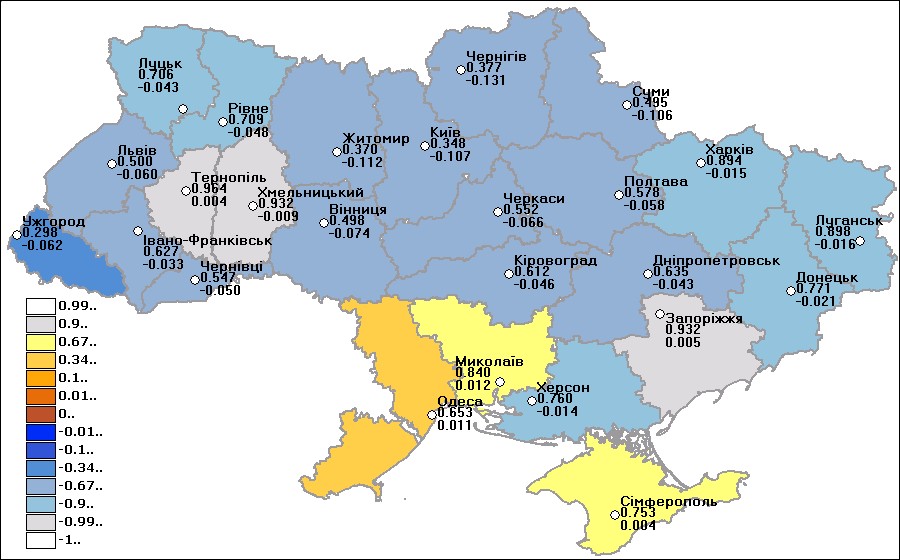 Чернігів
0.377
-0.131
Луцьк
0.706
-0.043
Суми
0.495
-0.106
Рівне
0.709
-0.048
Київ
0.348
-0.107
Житомир
0.370
-0.112
Харків
0.894
-0.015
Львів
0.500
-0.060
Тернопіль
0.964
0.004
Хмельницький
0.932
-0.009
Полтава
0.578
-0.058
Черкаси
0.552
-0.066
Вінниця
0.498
-0.074
Ужгород
0.298
-0.062
Луганськ
0.898
-0.016
Івано-Франківськ
0.627
-0.033
Чернівці
0.547
-0.050
Кіровоград
0.612
-0.046
Дніпропетровськ
0.635
-0.043
Донецьк
0.771
-0.021
Запоріжжя
0.932
0.005
Миколаїв
0.840
0.012
Херсон
0.760
-0.014
Одеса
0.653
0.011
Сімферополь
0.753
0.004
0.99..
0.9..
0.67..
0.34..
0.1..
0.01..
0..
-0.01..
-0.1..
-0.34..
-0.67..
-0.9..
-0.99..
-1..